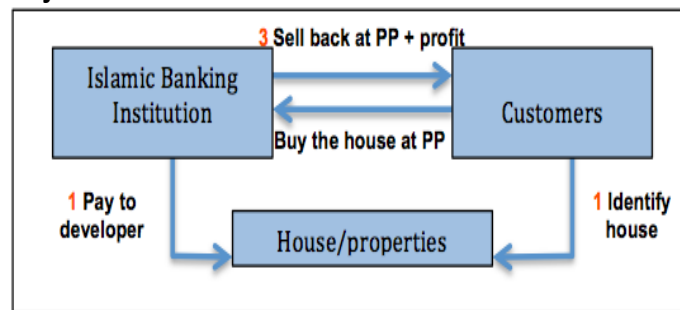 3 Sell back at PP + profit
Islamic Banking
Institution
Customers
Buy the house at PP
1 Pay to
developer
1 Identify
house
House/properties